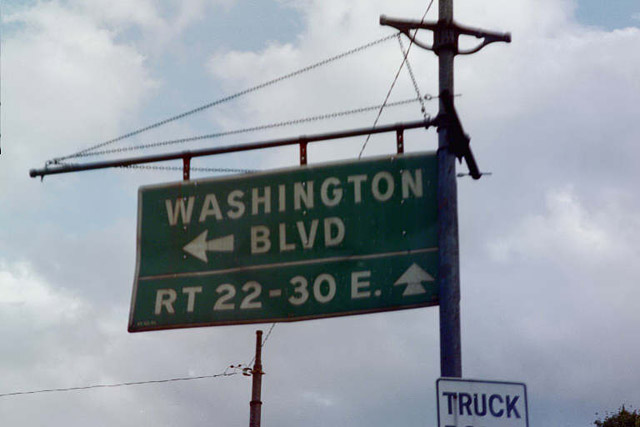 WASHINGTON
BLVD
RT 22-30 E.
TRUCK